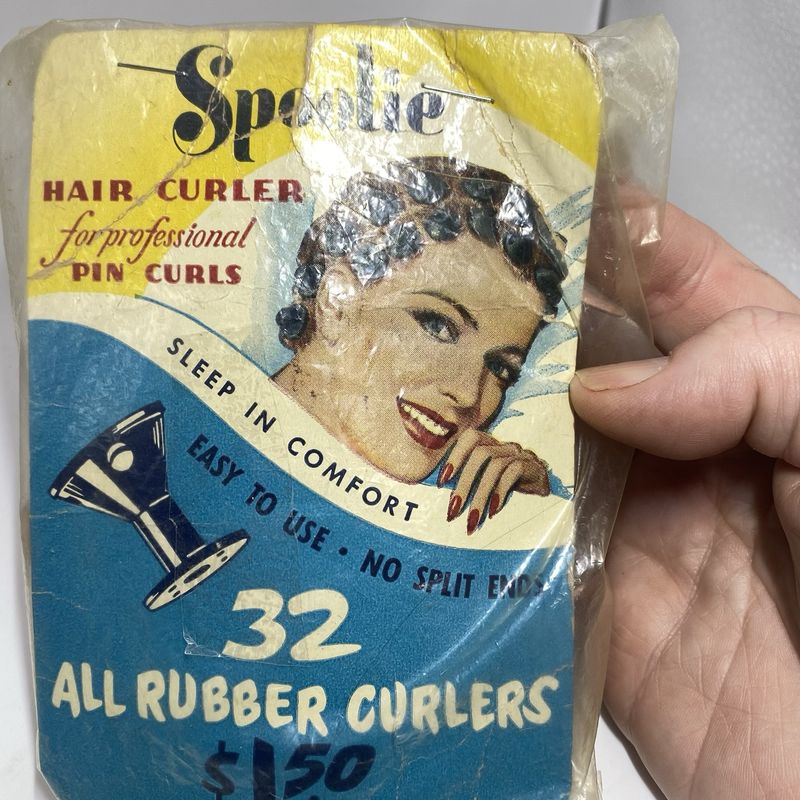 Spoolie
HAIR CURLER
for professional
PIN CURLS
SLEEP IN COMFORT
EASY TO USE • NO SPLIT ENDS
32
ALL RUBBER CURLERS
$1.50